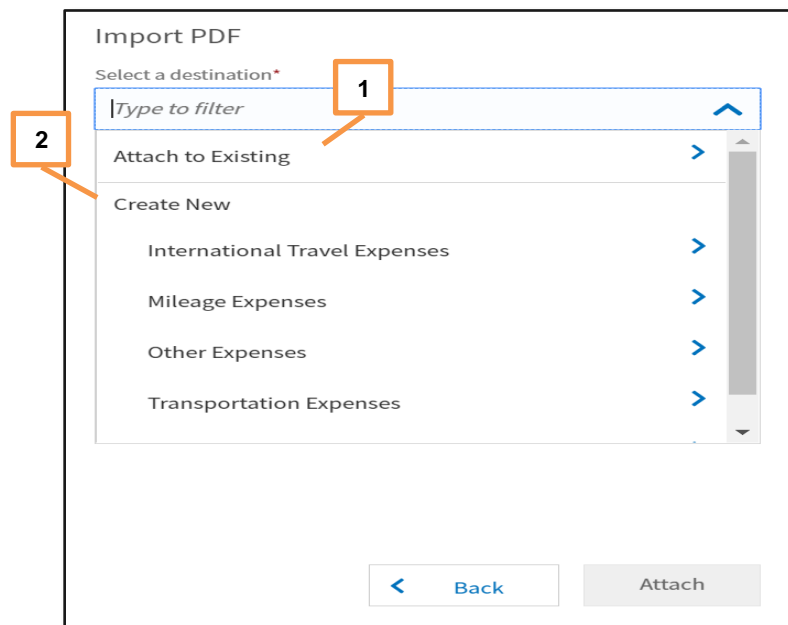 Import PDF
Select a destination*
1
Type to filter
2
Attach to Existing
Create New
International Travel Expenses
Mileage Expenses
Other Expenses
Transportation Expenses
Back
Attach